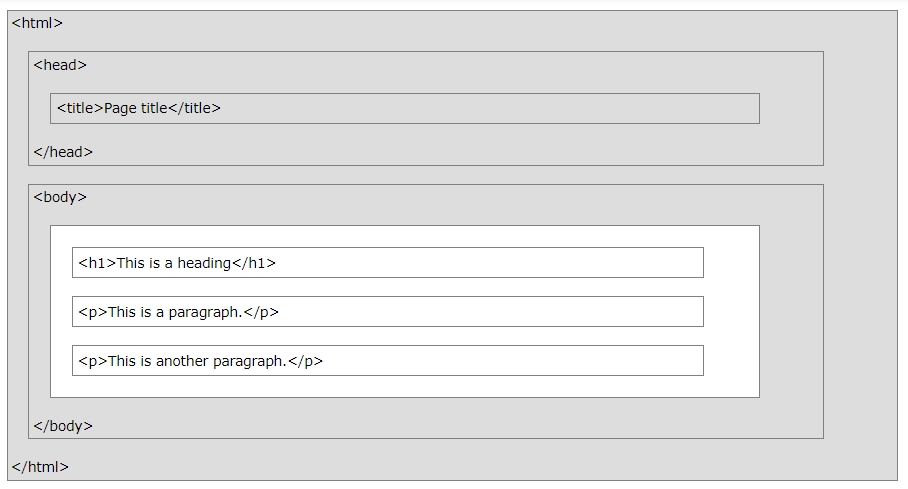 <html>
<head>
<title>Page title</title>
</head>
<body>
<h1>This is a heading</h1>
<p>This is a paragraph.</p>
<p>This is another paragraph.</p>
</body>
</html>